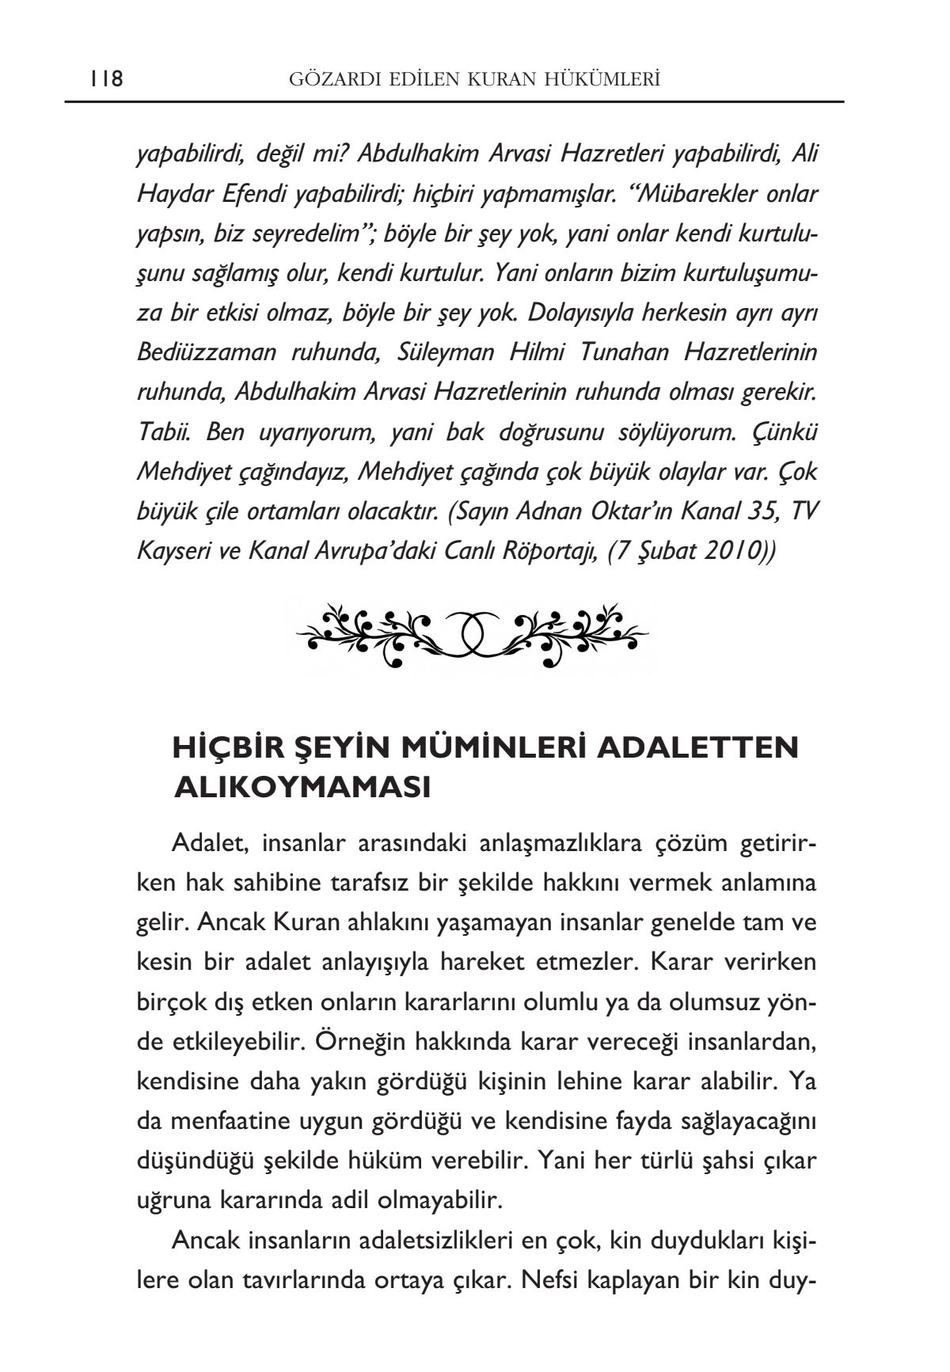 118 GÖZARDI EDİLEN KURAN HÜKÜMLERİ
yapabilirdi, değil mi? Abdulhakim Arvasi Hazretleri yapabilirdi, Ali
Haydar Efendi yapabilirdi; hiçbiri yapmamışlar. “Mübarekler onlar
yapsın, biz seyredelim”; böyle bir şey yok, yani onlar kendi kurtulu-
şunu sağlamış olur, kendi kurtulur. Yani onların bizim kurtuluşumu-
za bir etkisi olmaz, böyle bir şey yok. Dolayısıyla herkesin ayrı ayrı
Bediüzzaman ruhunda, Süleyman Hilmi Tunahan Hazretlerinin
ruhunda, Abdulhakim Arvasi Hazretlerinin ruhunda olması gerekir.
Tabii. Ben uyarıyorum, yani bak doğrusunu söylüyorum. Çünkü
Mehdiyet çağındayız, Mehdiyet çağında çok büyük olaylar var. Çok
büyük çile ortamları olacaktır. (Sayın Adnan Oktar’ın Kanal 35, TV
Kayseri ve Kanal Avrupa’daki Canlı Röportajı, (7 Şubat 2010))
HİÇBİR ŞEYİN MÜMİNLERİ ADALETTEN
ALIKOYMAMASI
Adalet, insanlar arasındaki anlaşmazlıklara çözüm getirir-
ken hak sahibine tarafsız bir şekilde hakkını vermek anlamına
gelir. Ancak Kuran ahlakını yaşamayan insanlar genelde tam ve
kesin bir adalet anlayışıyla hareket etmezler. Karar verirken
birçok dış etken onların kararlarını olumlu ya da olumsuz yön-
de etkileyebilir. Örneğin hakkında karar vereceği insanlardan,
kendisine daha yakın gördüğü kişinin lehine karar alabilir. Ya
da menfaatine uygun gördüğü ve kendisine fayda sağlayacağını
düşündüğü şekilde hüküm verebilir. Yani her türlü şahsi çıkar
uğruna kararında adil olmayabilir.
Ancak insanların adaletsizlikleri en çok, kin duydukları kişi-
lere olan tavırlarında ortaya çıkar. Nefsi kaplayan bir kin duy-